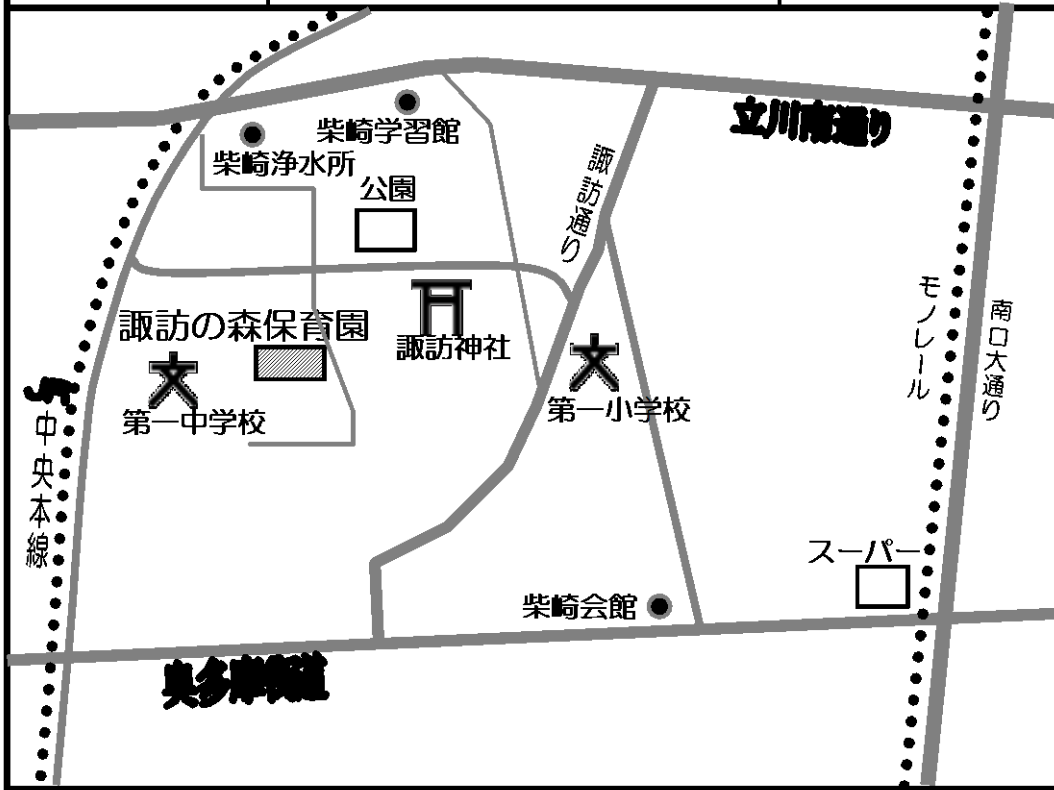 立川南通り
柴崎学習館
柴崎浄水所
諏訪通り
公園
モノレール
南口大通り
諏訪の森保育園
諏訪神社
第一小学校
第一中学校
JR
中央本線
スーパー
柴崎会館
奥多摩街道